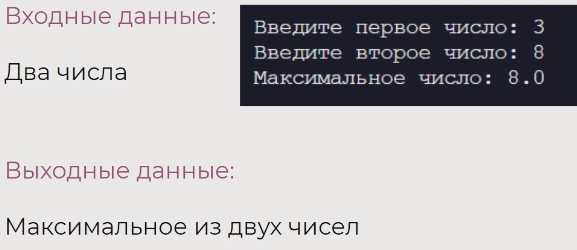 Входные данные:
Два числа
Введите первое число: 3
Введите второе число: 8
Максимальное число: 8.0
Выходные данные:
Максимальное из двух чисел